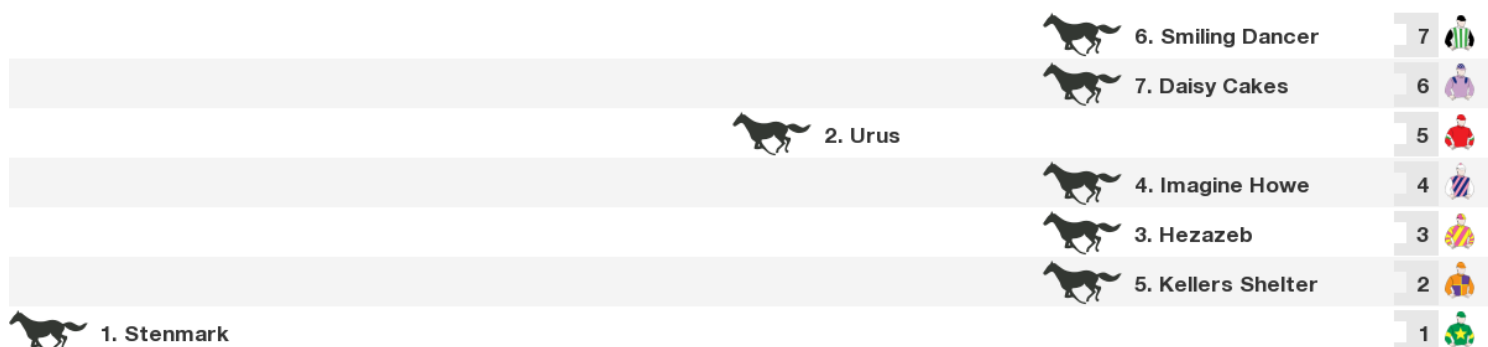 6. Smiling Dancer 7
7. Daisy Cakes 6
2. Urus 5
4. Imagine Howe 4
3. Hezazeb 3
5. Kellers Shelter 2
1. Stenmark 1